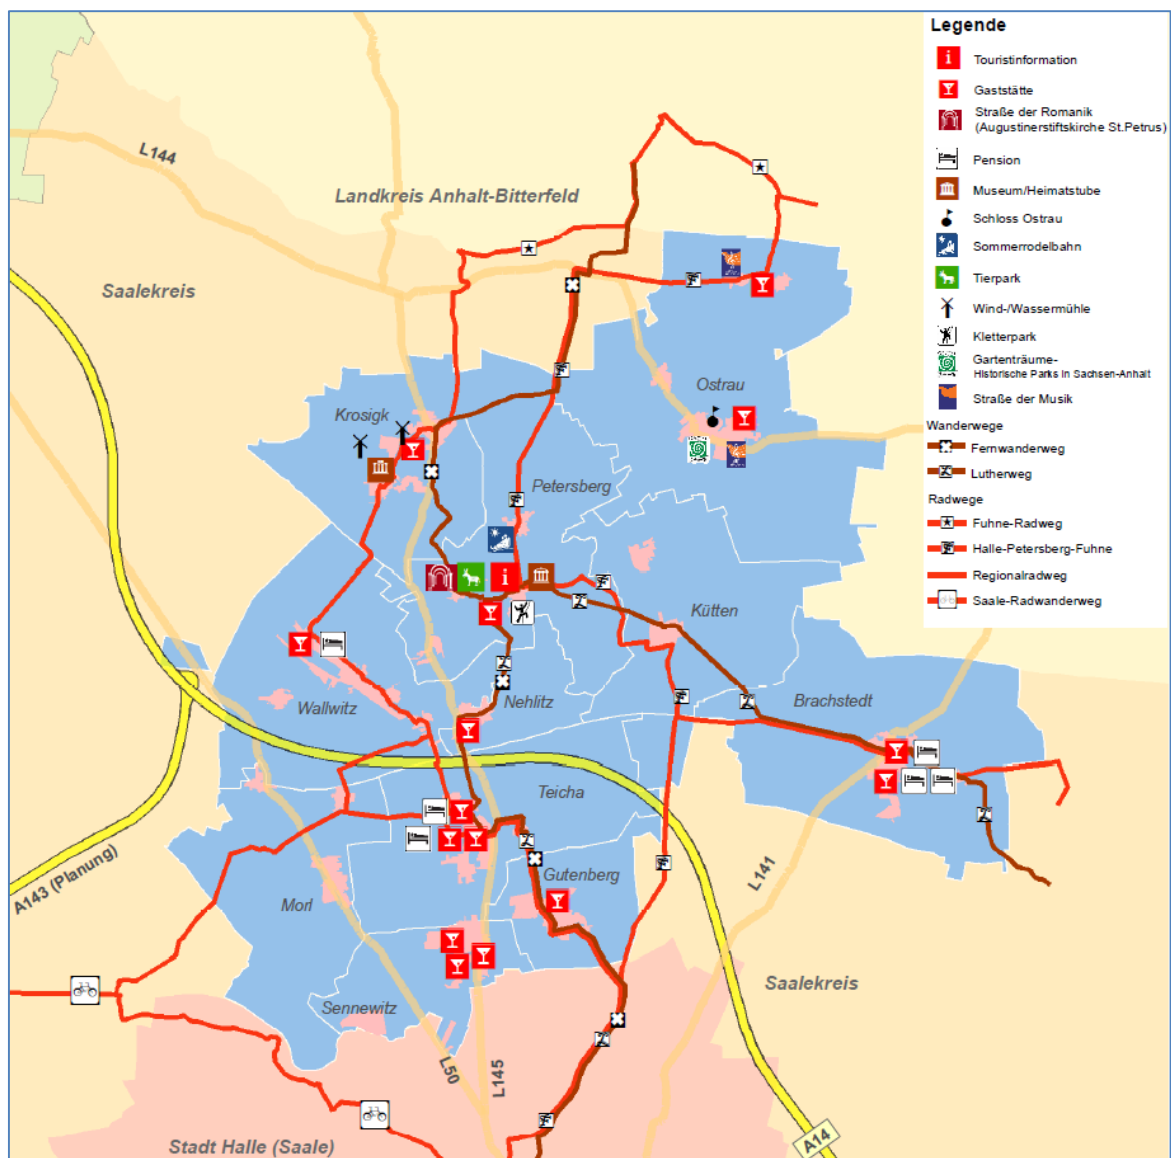 Legende
Touristinformation
Gaststätte
Straße der Romanik
(Augustinerstiftskirche St.Petrus)
Pension
Museum/Heimatstube
Schloss Ostrau
Sommerrodelbahn
Tierpark
Wind-/Wassermühle
Kletterpark
Gartenträume-
Historische Parks in Sachsen-Anhalt
Straße der Musik
Wanderwege
Fernwanderweg
Lutherweg
Radwege
Fuhne-Radweg
Halle-Petersberg-Fuhne
Regionalradweg
Saale-Radwanderweg
L144
Landkreis Anhalt-Bitterfeld
Saalekreis
Ostrau
Krosigk
Petersberg
Kütten
Wallwitz
Nehlitz
Brachstedt
Teicha
A143 (Planung)
L141
Gutenberg
Morl
Saalekreis
Sennewitz
L50
L145
A14
Stadt Halle (Saale)